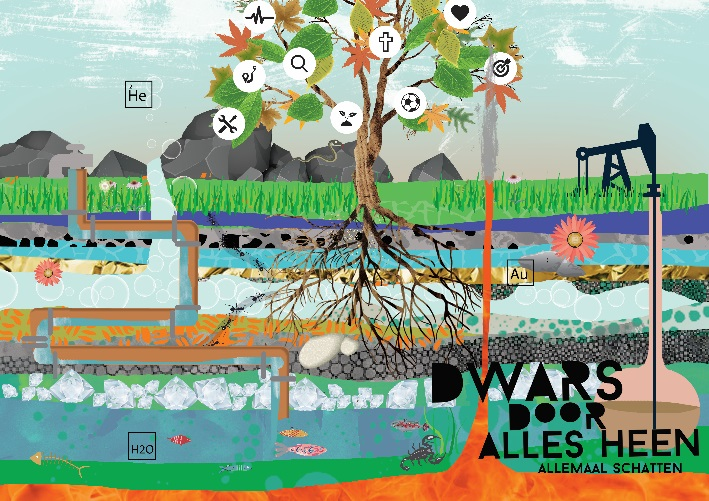 He
Au
H2O
DWARS
DOOR
ALLES HEEN
ALLEMAAL SCHATTEN